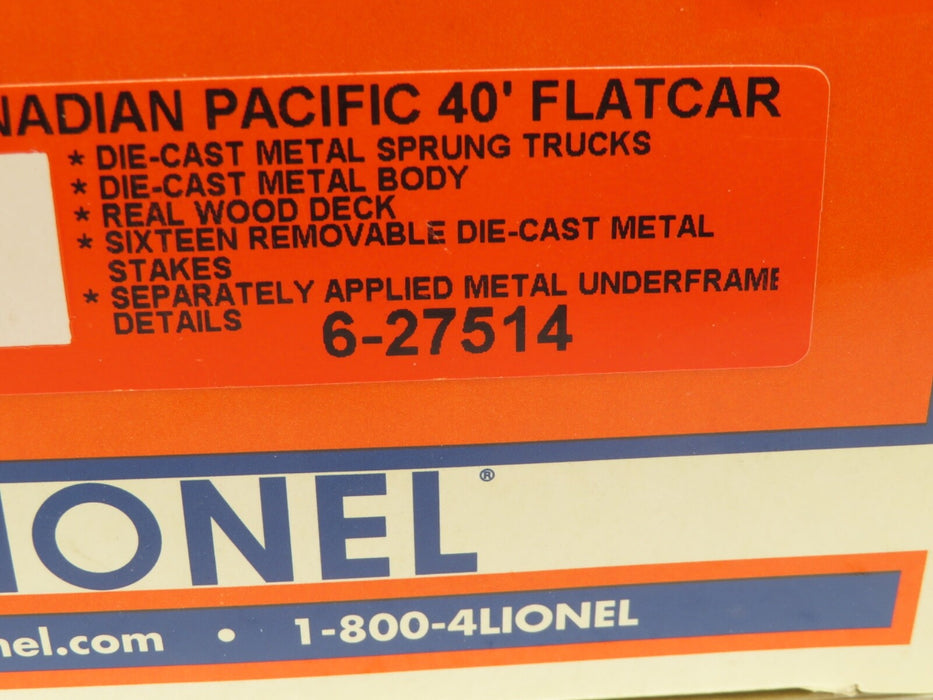 NADIAN PACIFIC 40' FLATCAR
* DIE-CAST METAL SPRUNG TRUCKS
* DIE-CAST METAL BODY
* REAL WOOD DECK
* SIXTEEN REMOVABLE DIE-CAST METAL
STAKES
* SEPARATELY APPLIED METAL UNDERFRAME
DETAILS
6-27514
IONEL®
nel.com • 1-800-4LIONEL